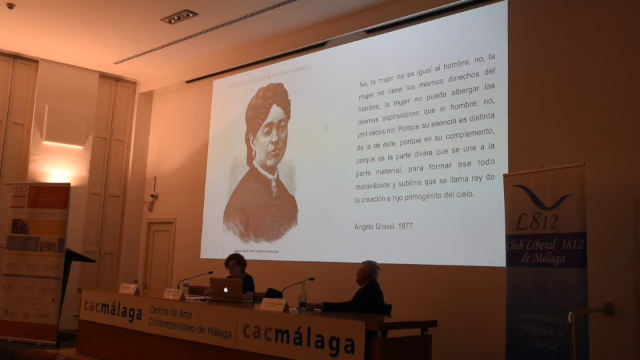 No, la mujer no es igual al hombre, no, la
mujer no tiene los mismos derechos del
hombre; la mujer no puede albergar las
mismas aspiraciones que el hombre; no,
¡mil véces no! Porque su esencia es distinta
de la de éste, porque es su complemento,
porque es la parte divina que se une a la
parte material, para formar ese todo
maravilloso y sublime que se llama rey de
la creación e hijo primogénito del cielo.
Ángela Grassi, 1877
L812
Club Liberal 1812
de Málaga
cacmálaga
Centro de Arte
Contemporáneo de Málaga
cacmálaga